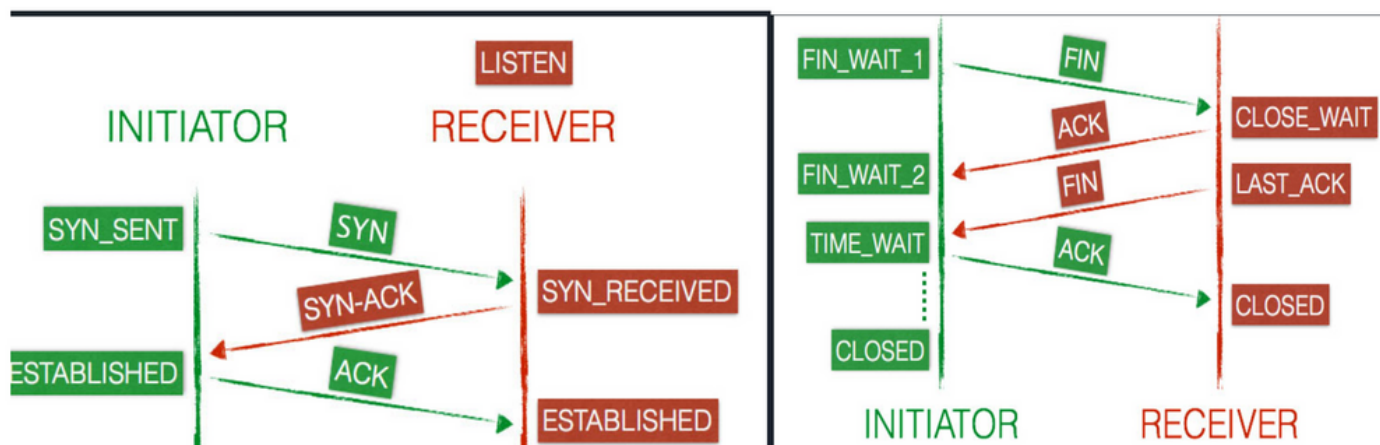 LISTEN
INITIATOR
RECEIVER
SYN_SENT
SYN
SYN-ACK
SYN_RECEIVED
ESTABLISHED
ACK
ESTABLISHED
FIN_WAIT_1
FIN
CLOSE_WAIT
ACK
FIN_WAIT_2
FIN
LAST_ACK
TIME_WAIT
ACK
CLOSED
CLOSED
INITIATOR
RECEIVER